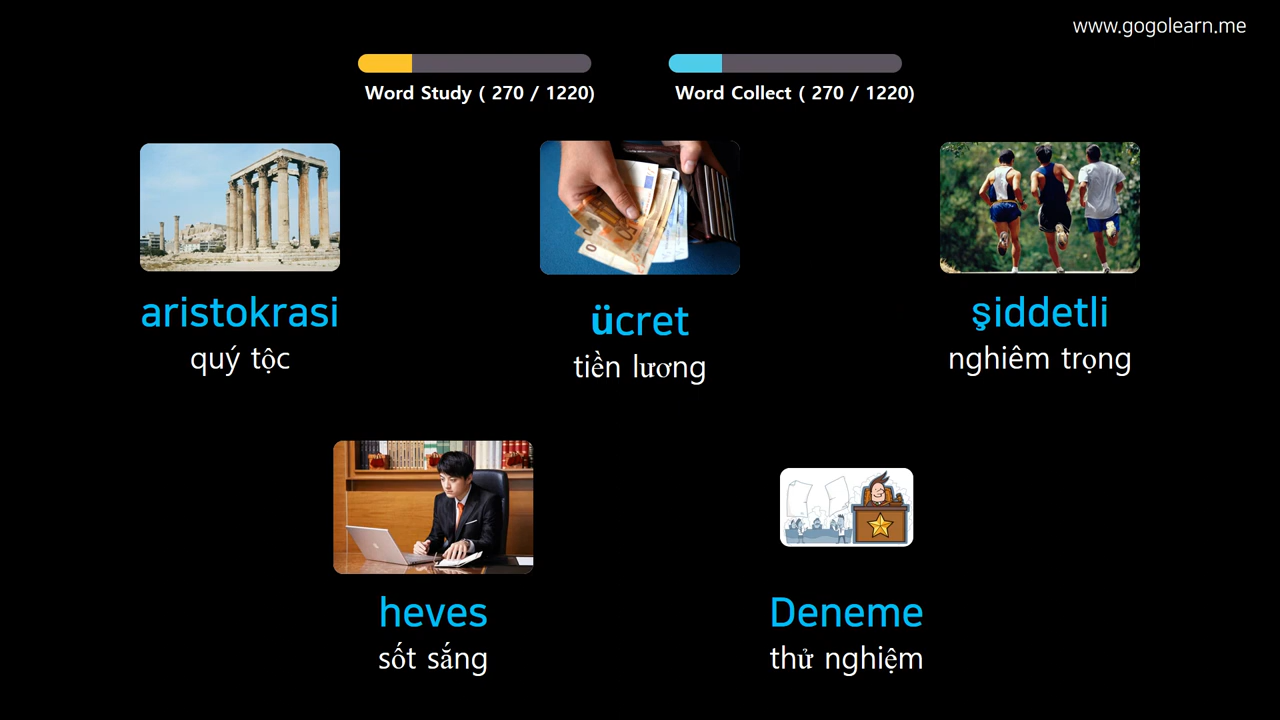 www.gogolearn.me
Word Study ( 270 / 1220)
Word Collect ( 270 / 1220)
aristokrasi
quý tộc
ücret
tiền lương
şiddetli
nghiêm trọng
heves
sốt sắng
Deneme
thử nghiệm